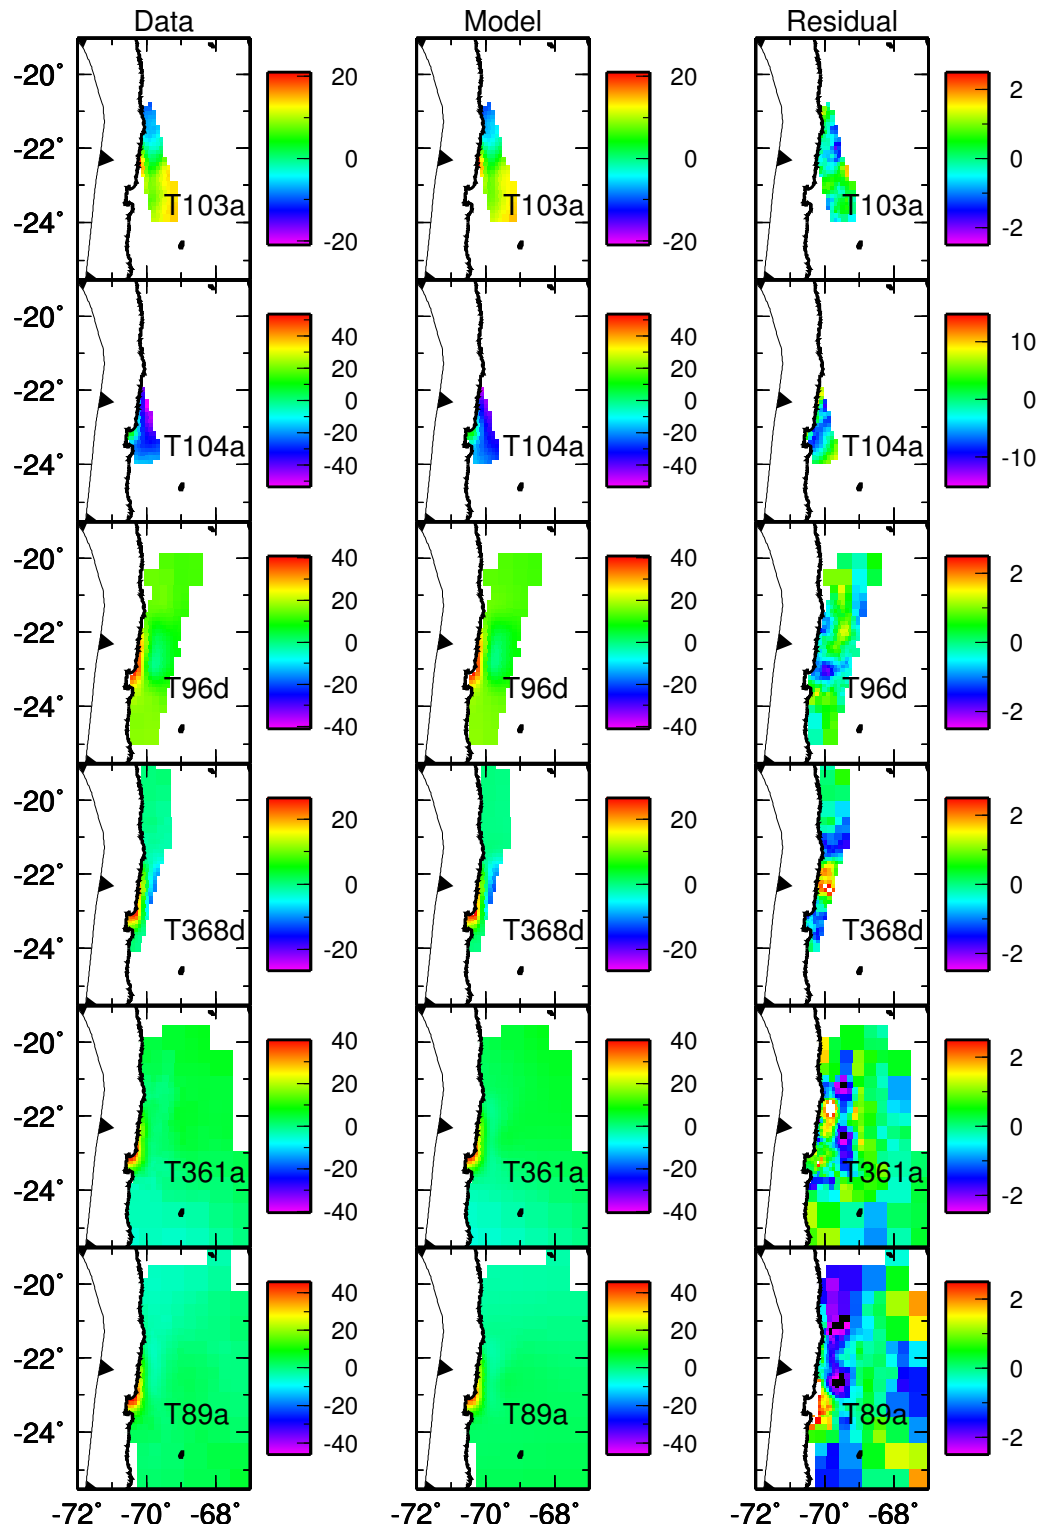 Data Model Residual
-20° 20 20 2
-22° 0 0 0
T103a T103a T103a
-24° -20 -20 -2
-20° 40 40 10
20 20
-22° 0 0 0
-20 -20
T104a T104a T104a
-24° -40 -40 -10
-20° 40 40 2
20 20
-22° 0 0 0
T96d T96d T96d
-20 -20
-24° -40 -40 -2
-20° 20 20 2
-22° 0 0 0
T368d T368d T368d
-24° -20 -20 -2
-20° 40 40 2
20 20
-22° 0 0 0
T361a T361a T361a
-20 -20
-24° -40 -40 -2
-20° 40 40 2
20 20
-22° 0 0 0
-20 -20
T89a T89a T89a
-24° -40 -40 -2
-72° -70° -68° -72° -70° -68° -72° -70° -68°